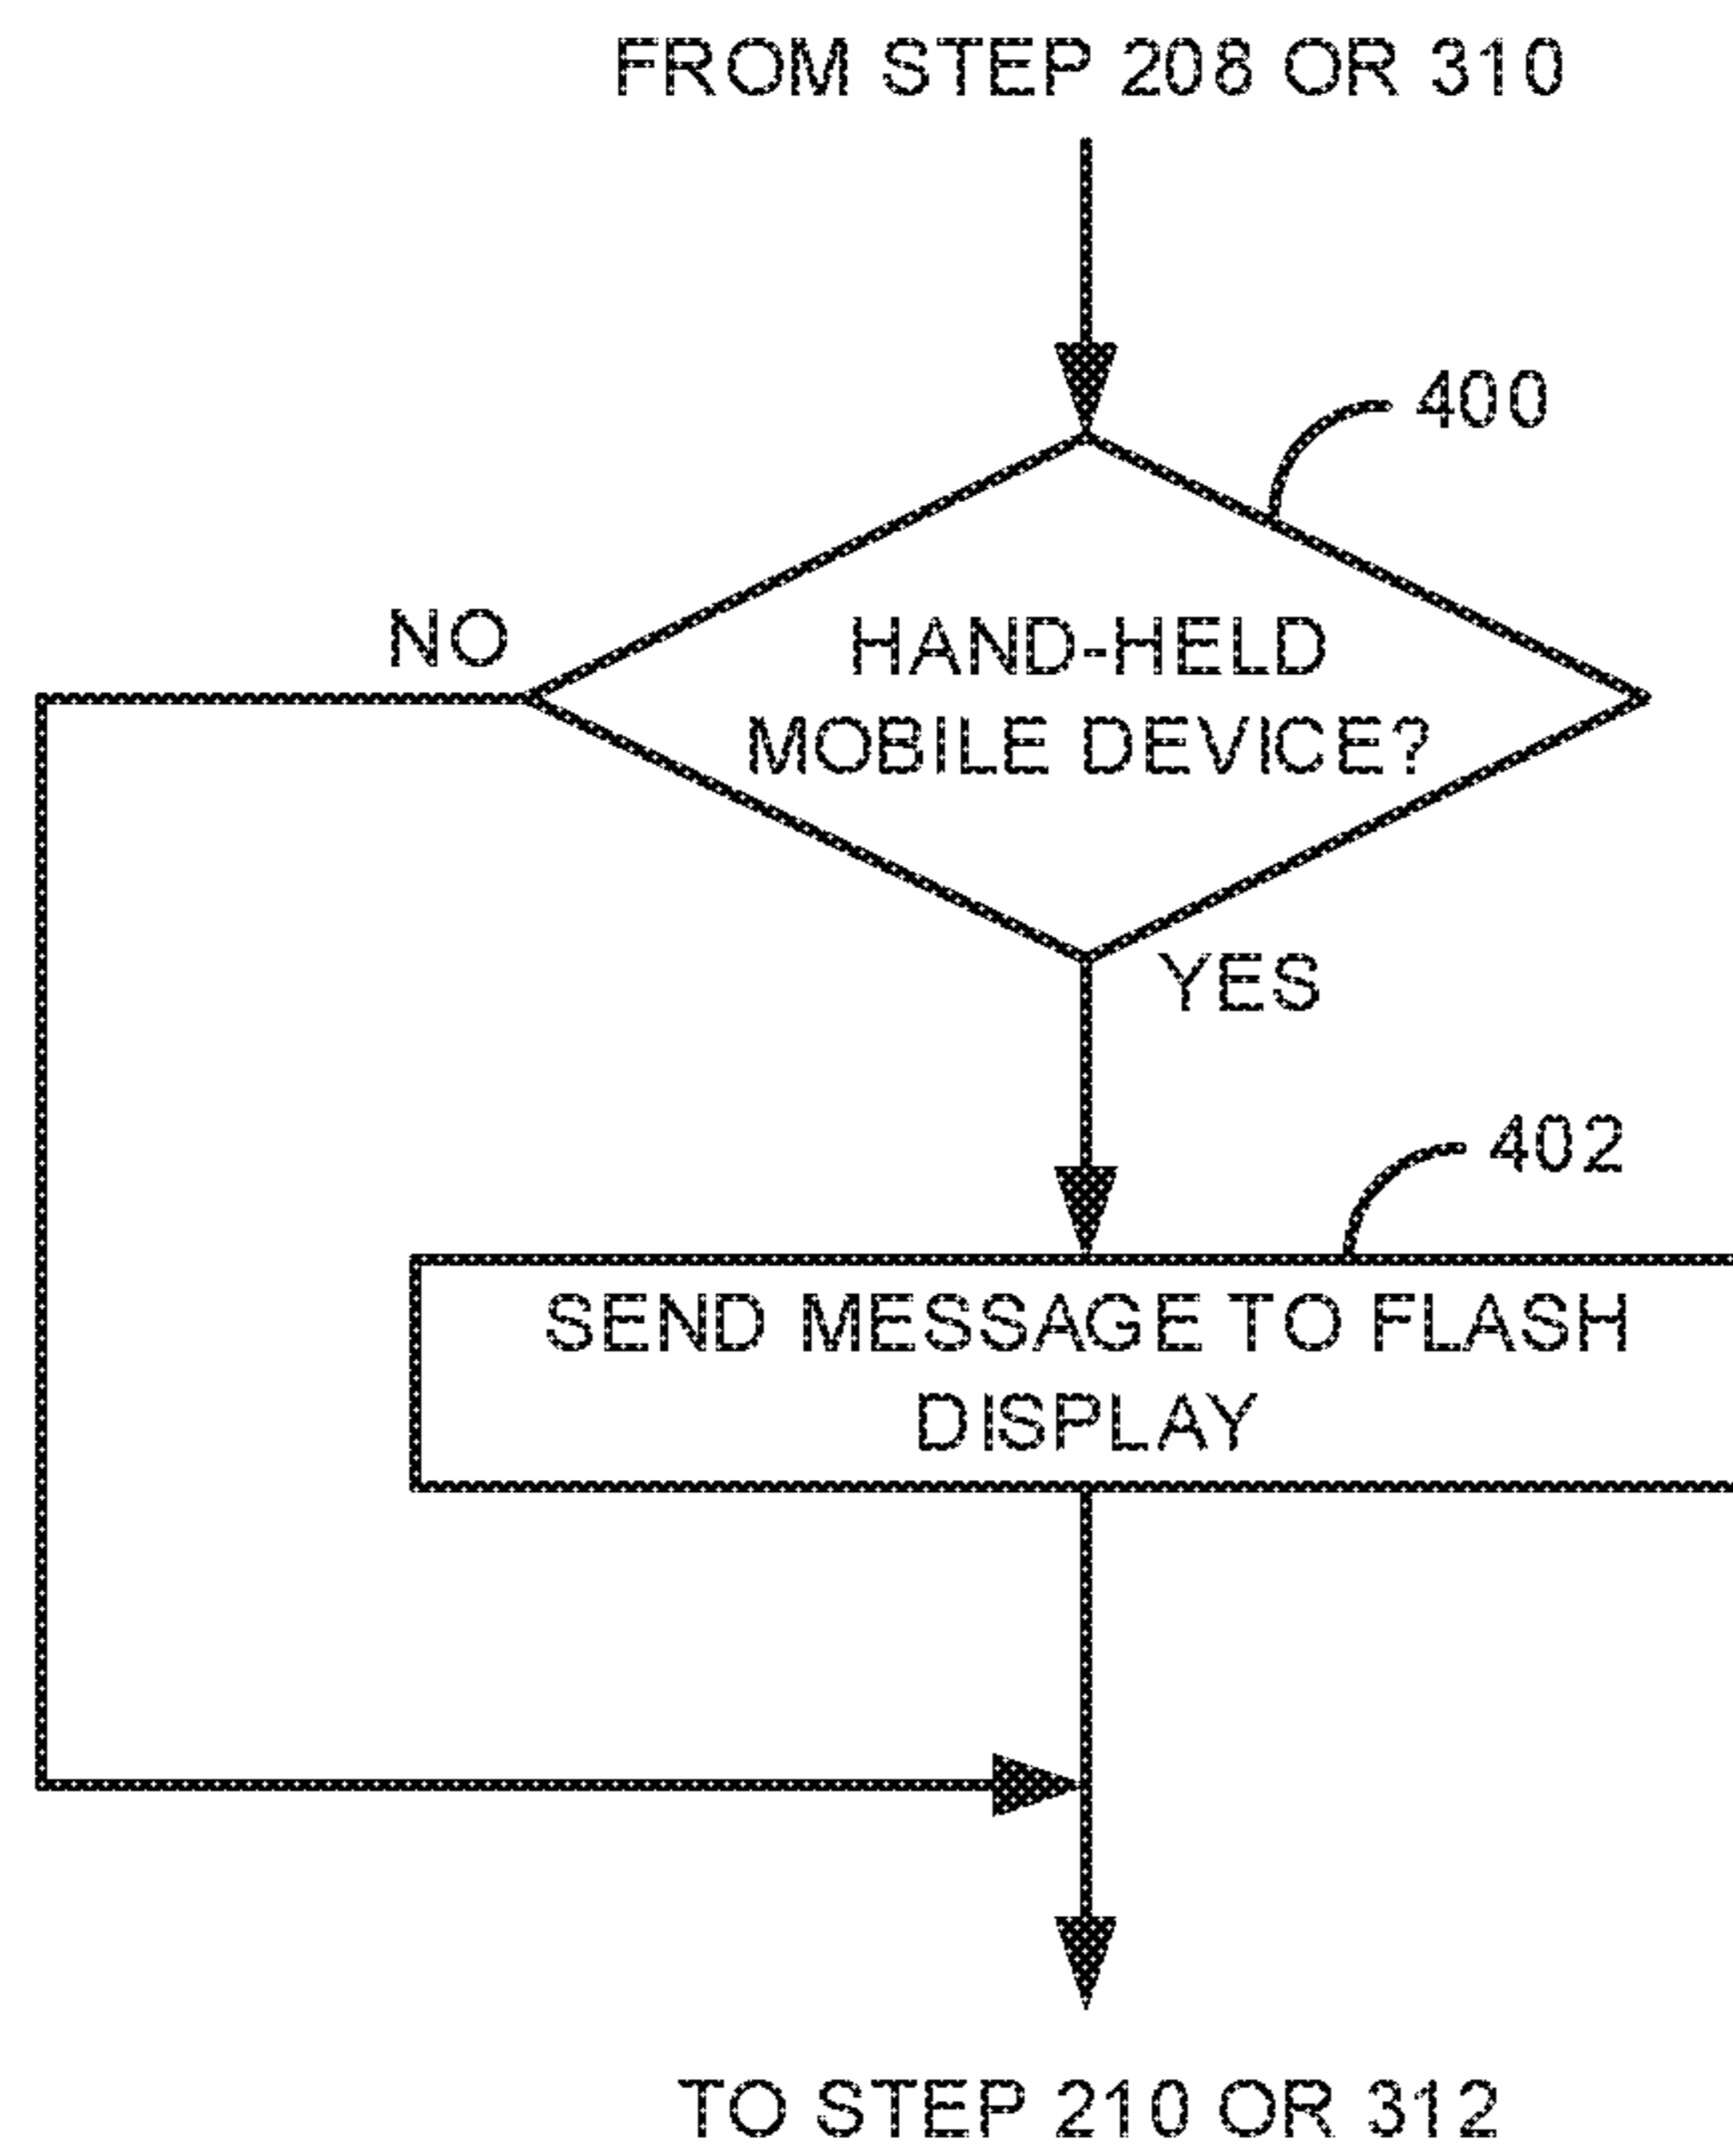 FROM STEP 208 OR 310
400
NO
HAND-HELD
MOBILE DEVICE?
YES
402
SEND MESSAGE TO FLASH
DISPLAY
TO STEP 210 OR 312